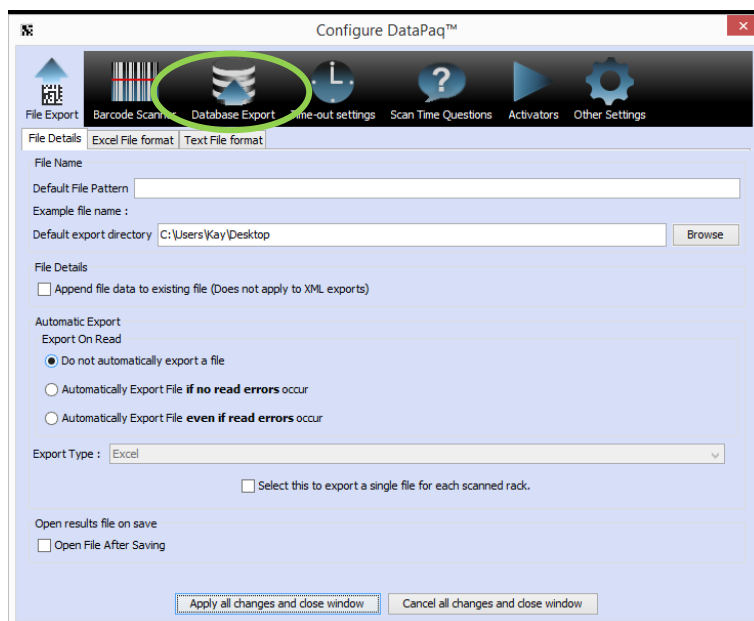 Configure DataPaq™
File Export Barcode Scanner Database Export Time-out settings Scan Time Questions Activators Other Settings
File Details Excel File format Text File format
File Name
Default File Pattern
Example file name :
Default export directory C:\Users\Kay\Desktop Browse
File Details
Append file data to existing file (Does not apply to XML exports)
Automatic Export
Export On Read
Do not automatically export a file
Automatically Export File if no read errors occur
Automatically Export File even if read errors occur
Export Type : Excel
Select this to export a single file for each scanned rack.
Open results file on save
Open File After Saving
Apply all changes and close window Cancel all changes and close window